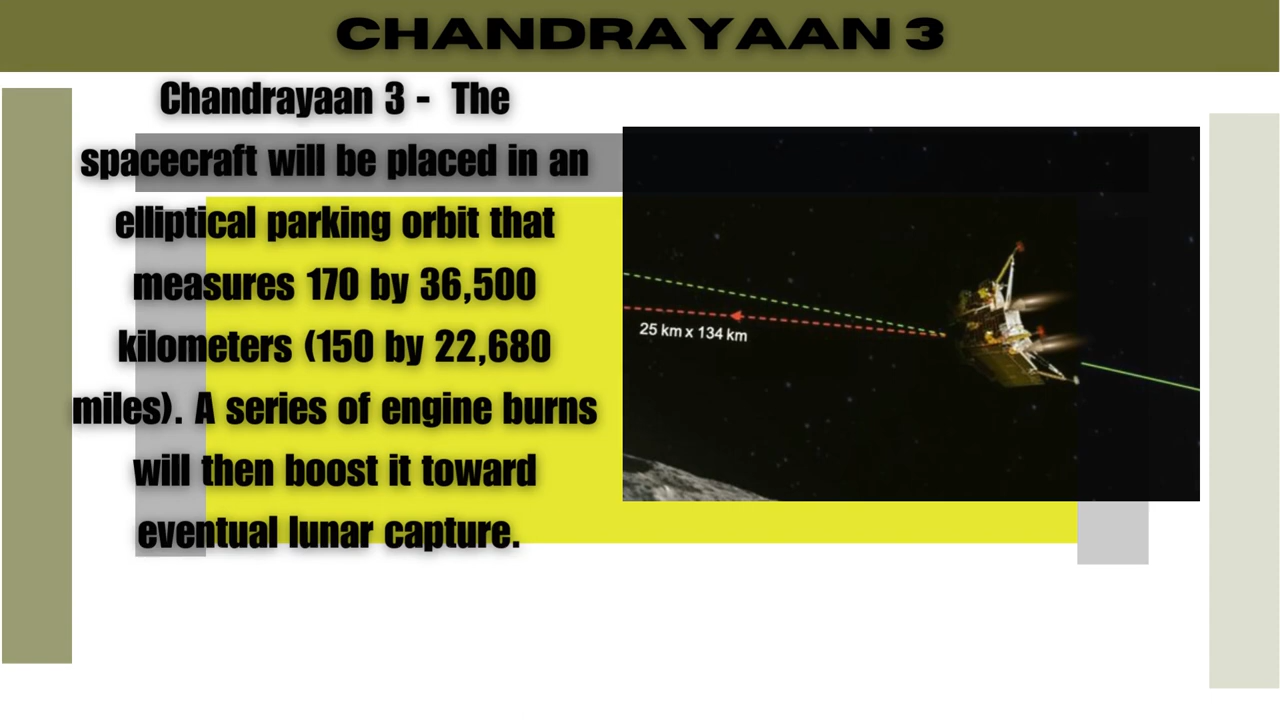 CHANDRAYAAN 3
Chandrayaan 3 - The
spacecraft will be placed in an
elliptical parking orbit that
measures 170 by 36,500
kilometers (150 by 22,680
miles). A series of engine burns
will then boost it toward
eventual lunar capture.
25 km x 134 km